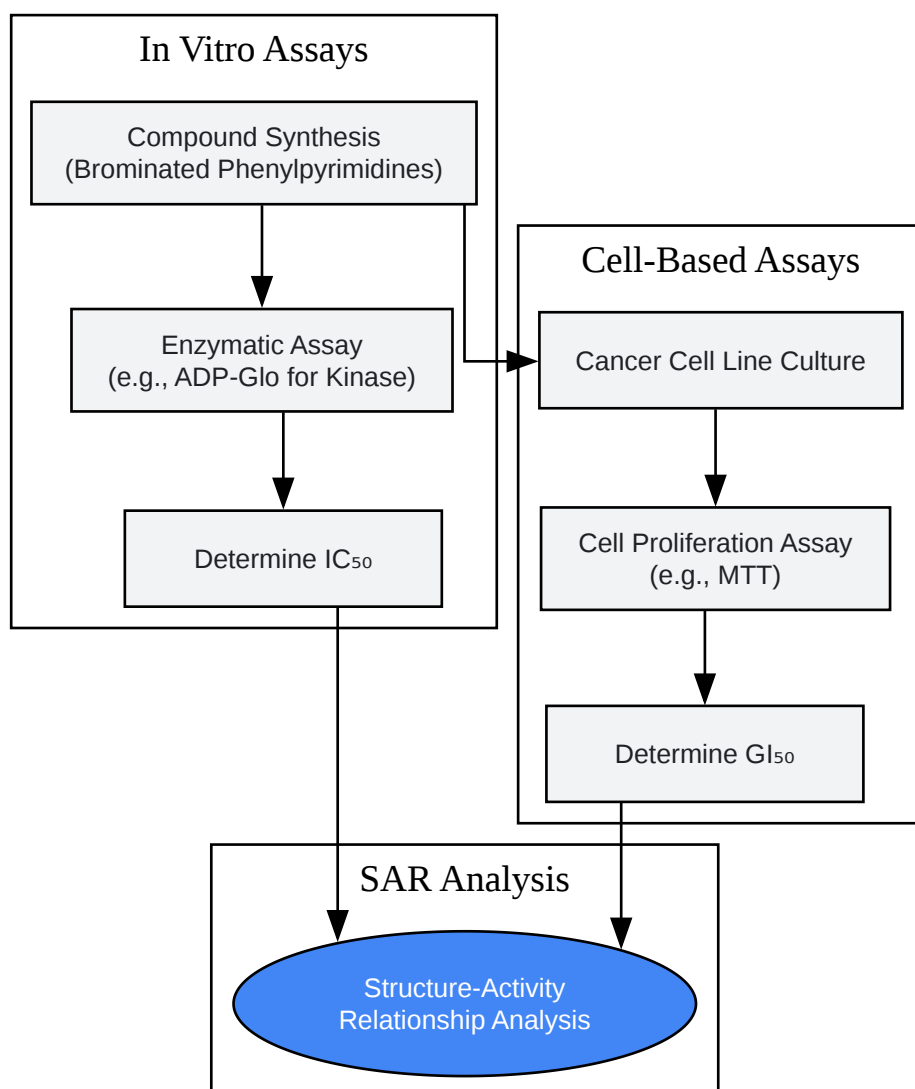 In Vitro Assays
Compound Synthesis
(Brominated Phenylpyrimidines)
Enzymatic Assay
(e.g., ADP-Glo for Kinase)
Determine IC₅₀
Cell-Based Assays
Cancer Cell Line Culture
Cell Proliferation Assay
(e.g., MTT)
Determine GI₅₀
SAR Analysis
Structure-Activity
Relationship Analysis